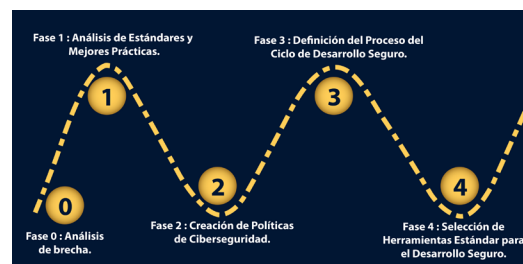 Fase 1 : Análisis de Estándares y
Mejores Prácticas.
Fase 3 : Definición del Proceso del
Ciclo de Desarrollo Seguro.
1
3
0
2
4
Fase 0 : Análisis
de brecha.
Fase 2 : Creación de Políticas
de Ciberseguridad.
Fase 4 : Selección de
Herramientas Estándar para
el Desarrollo Seguro.